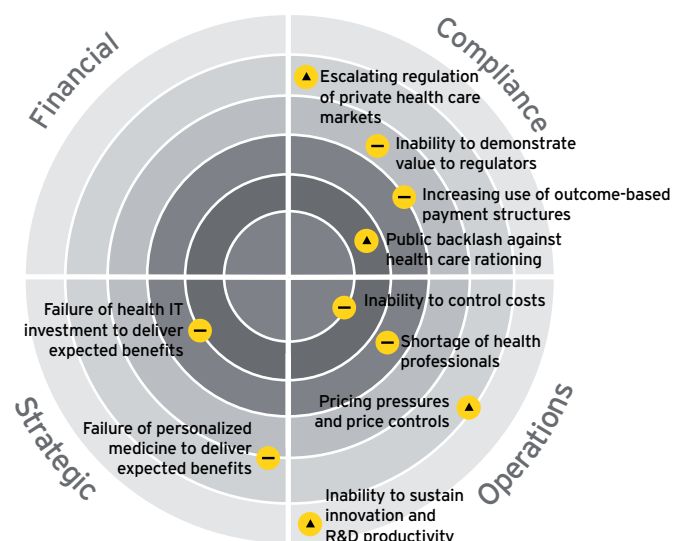 Financial
Compliance
Escalating regulation
of private health care
markets
Inability to demonstrate
value to regulators
Increasing use of outcome-based
payment structures
Public backlash against
health care rationing
Inability to control costs
Failure of health IT
investment to deliver
expected benefits
Shortage of health
professionals
Pricing pressures
and price controls
Failure of personalized
medicine to deliver
expected benefits
Strategic
Operations
Inability to sustain
innovation and
R&D productivity